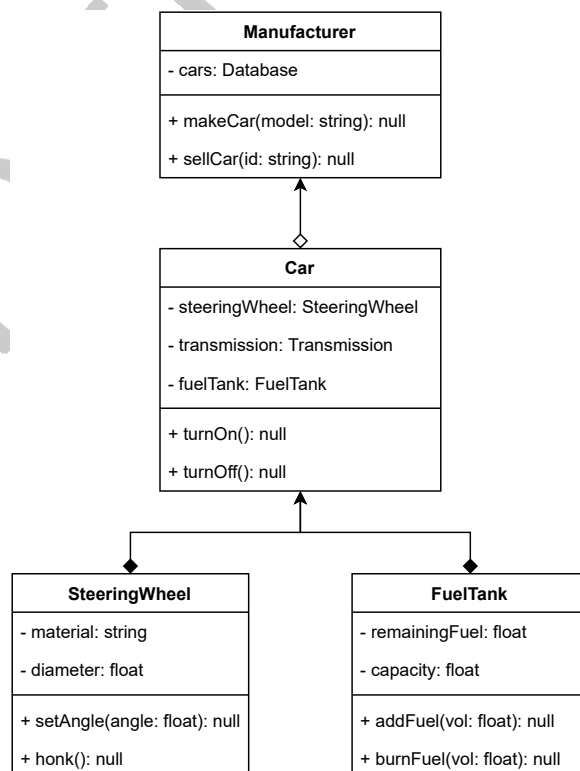 Manufacturer
- cars: Database
+ makeCar(model: string): null
+ sellCar(id: string): null
Car
- steeringWheel: SteeringWheel
- transmission: Transmission
- fuelTank: FuelTank
+ turnOn(): null
+ turnOff(): null
SteeringWheel
- material: string
- diameter: float
+ setAngle(angle: float): null
+ honk(): null
FuelTank
- remainingFuel: float
- capacity: float
+ addFuel(vol: float): null
+ burnFuel(vol: float): null